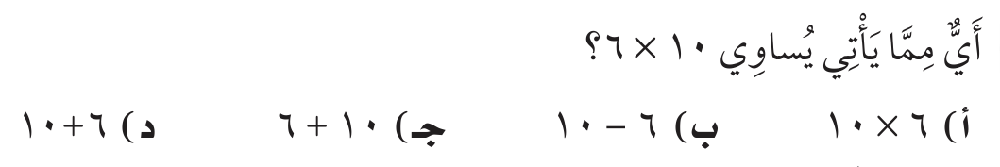 أَيٌّ مِمَّا يَأْتِي يُساوِي ١٠ × ٦؟
أ) ٦ × ١٠ ب) ٦ − ١٠ جـ) ١٠ + ٦ د) ٦+١٠